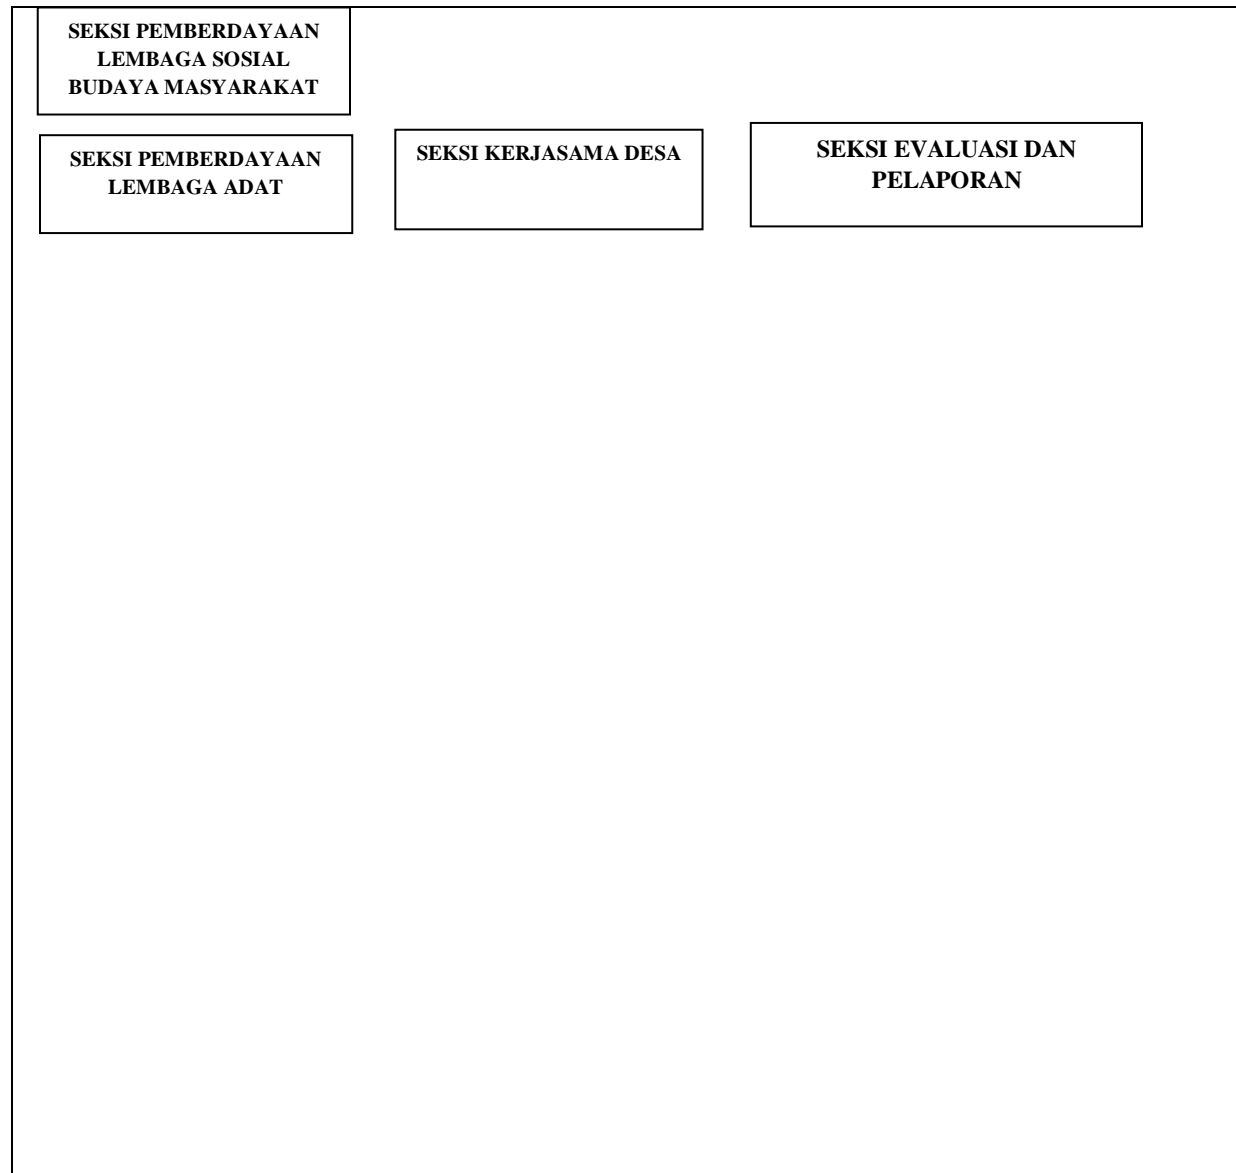 SEKSI PEMBERDAYAAN
LEMBAGA SOSIAL
BUDAYA MASYARAKAT
SEKSI PEMBERDAYAAN
LEMBAGA ADAT
SEKSI KERJASAMA DESA
SEKSI EVALUASI DAN
PELAPORAN